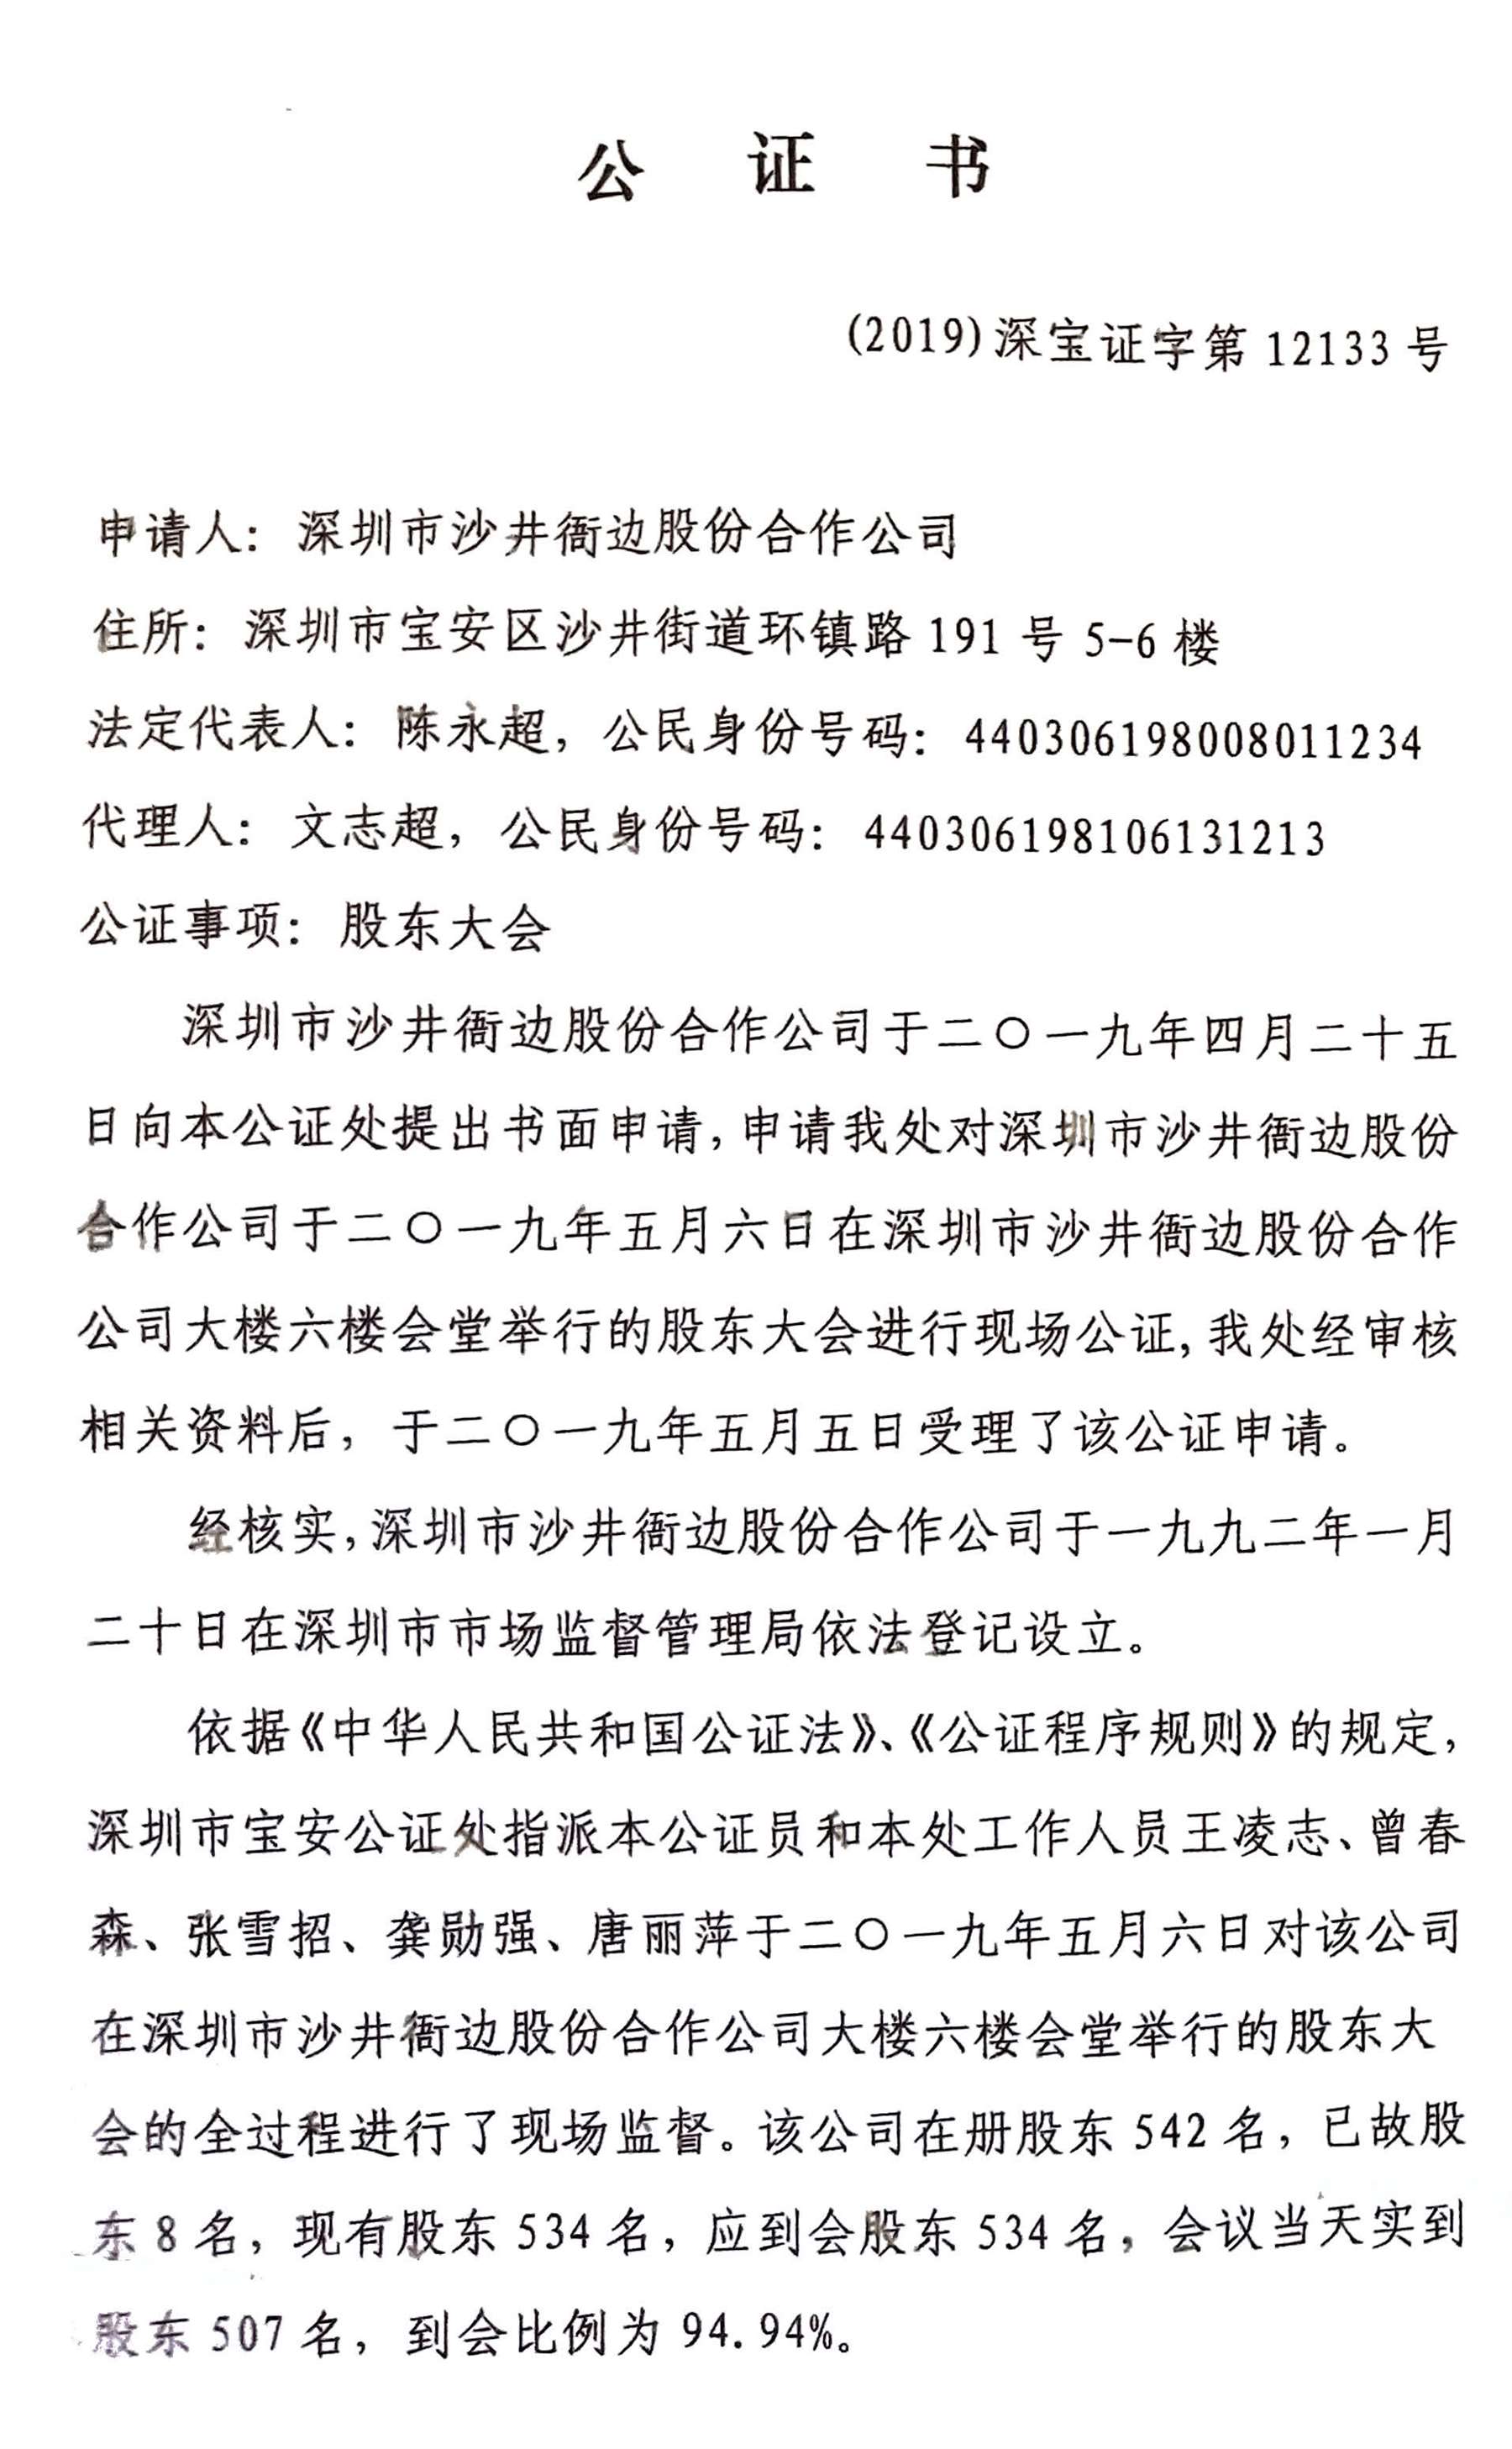 公 证 书
(2019)深宝证字第 12133 号
申请人：深圳市沙井衙边股份合作公司
住所：深圳市宝安区沙井街道环镇路 191 号 5-6 楼
法定代表人：陈永超，公民身份号码：440306198008011234
代理人：文志超，公民身份号码：440306198106131213
公证事项：股东大会
深圳市沙井衙边股份合作公司于二〇一九年四月二十五
日向本公证处提出书面申请，申请我处对深圳市沙井衙边股份
合作公司于二〇一九年五月六日在深圳市沙井衙边股份合作
公司大楼六楼会堂举行的股东大会进行现场公证，我处经审核
相关资料后，于二〇一九年五月五日受理了该公证申请。
经核实，深圳市沙井衙边股份合作公司于一九九二年一月
二十日在深圳市市场监督管理局依法登记设立。
依据《中华人民共和国公证法》、《公证程序规则》的规定，
深圳市宝安公证处指派本公证员和本处工作人员王凌志、曾春
森、张雪招、龚勋强、唐丽萍于二〇一九年五月六日对该公司
在深圳市沙井衙边股份合作公司大楼六楼会堂举行的股东大
会的全过程进行了现场监督。该公司在册股东 542 名，已故股
东 8 名，现有股东 534 名，应到会股东 534 名，会议当天实到
股东 507 名，到会比例为 94.94%。